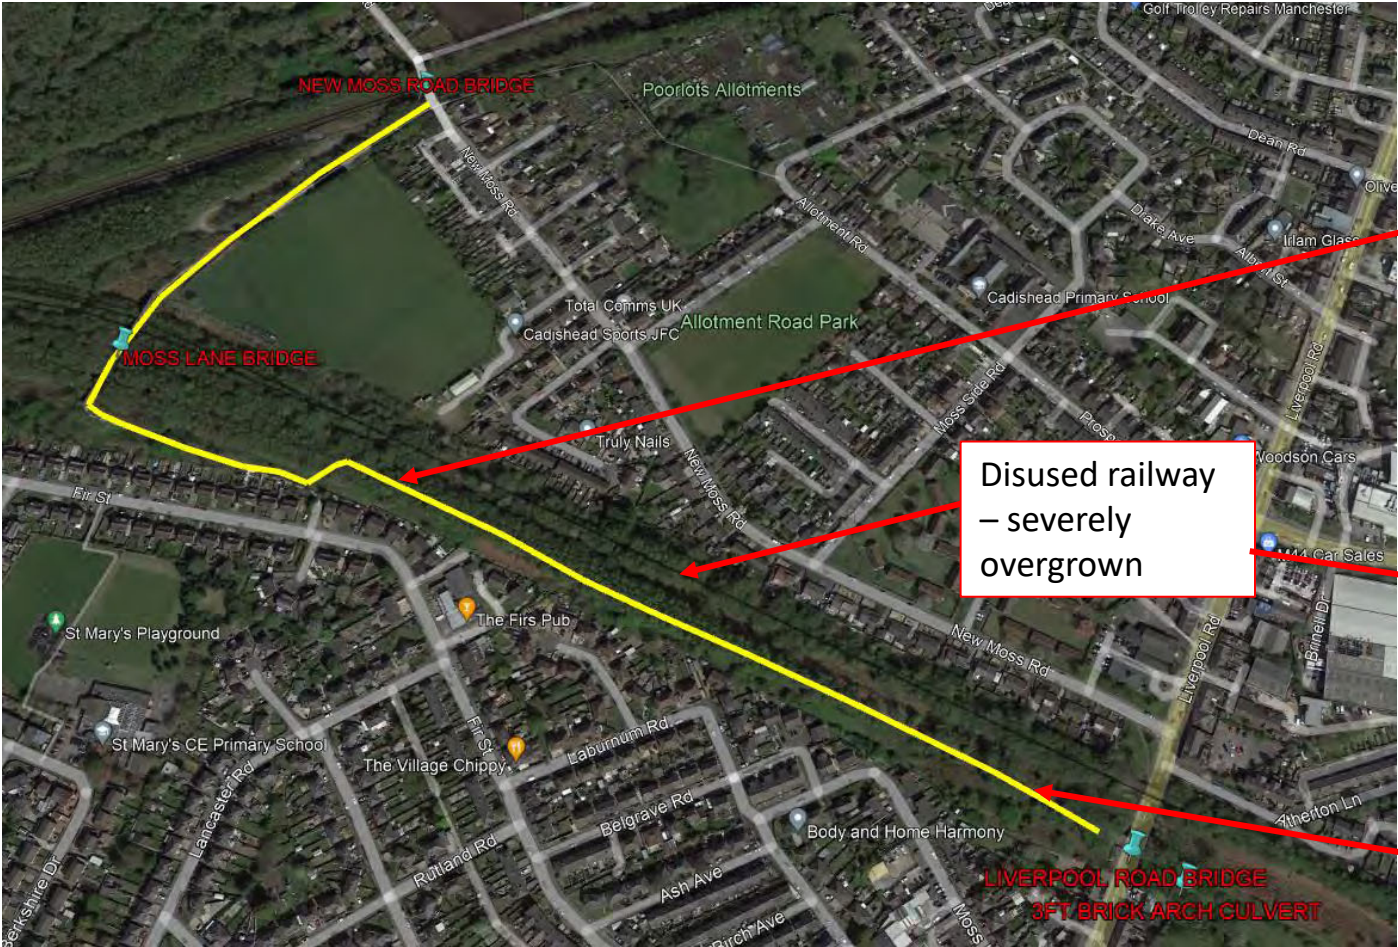 Golf Trolley Repairs Manchester
NEW MOSS ROAD BRIDGE
Poorlots Allotments
Dean Rd
New Moss Rd
Olive
Allotment Rd
Drake Ave
Irlam Glass
Albert St
Cadishead Primary School
Total Comms UK
Cadishead Sports JFC
Allotment Road Park
MOSS LANE BRIDGE
Liverpool Rd
Moss Side Rd
Truly Nails
Woodson Cars
New Moss Rd
Disused railway
– severely
overgrown
Fir St
M44 Car Sales
Brinell Dr
The Firs Pub
St Mary's Playground
New Moss Rd
Liverpool Rd
St Mary's CE Primary School
Fir St
Laburnum Rd
The Village Chippy
Lancaster Rd
Belgrave Rd
Atherton Ln
Body and Home Harmony
Rutland Rd
Ash Ave
LIVERPOOL ROAD BRIDGE
Berkshire Dr
3FT BRICK ARCH CULVERT
Moss
Birch Ave